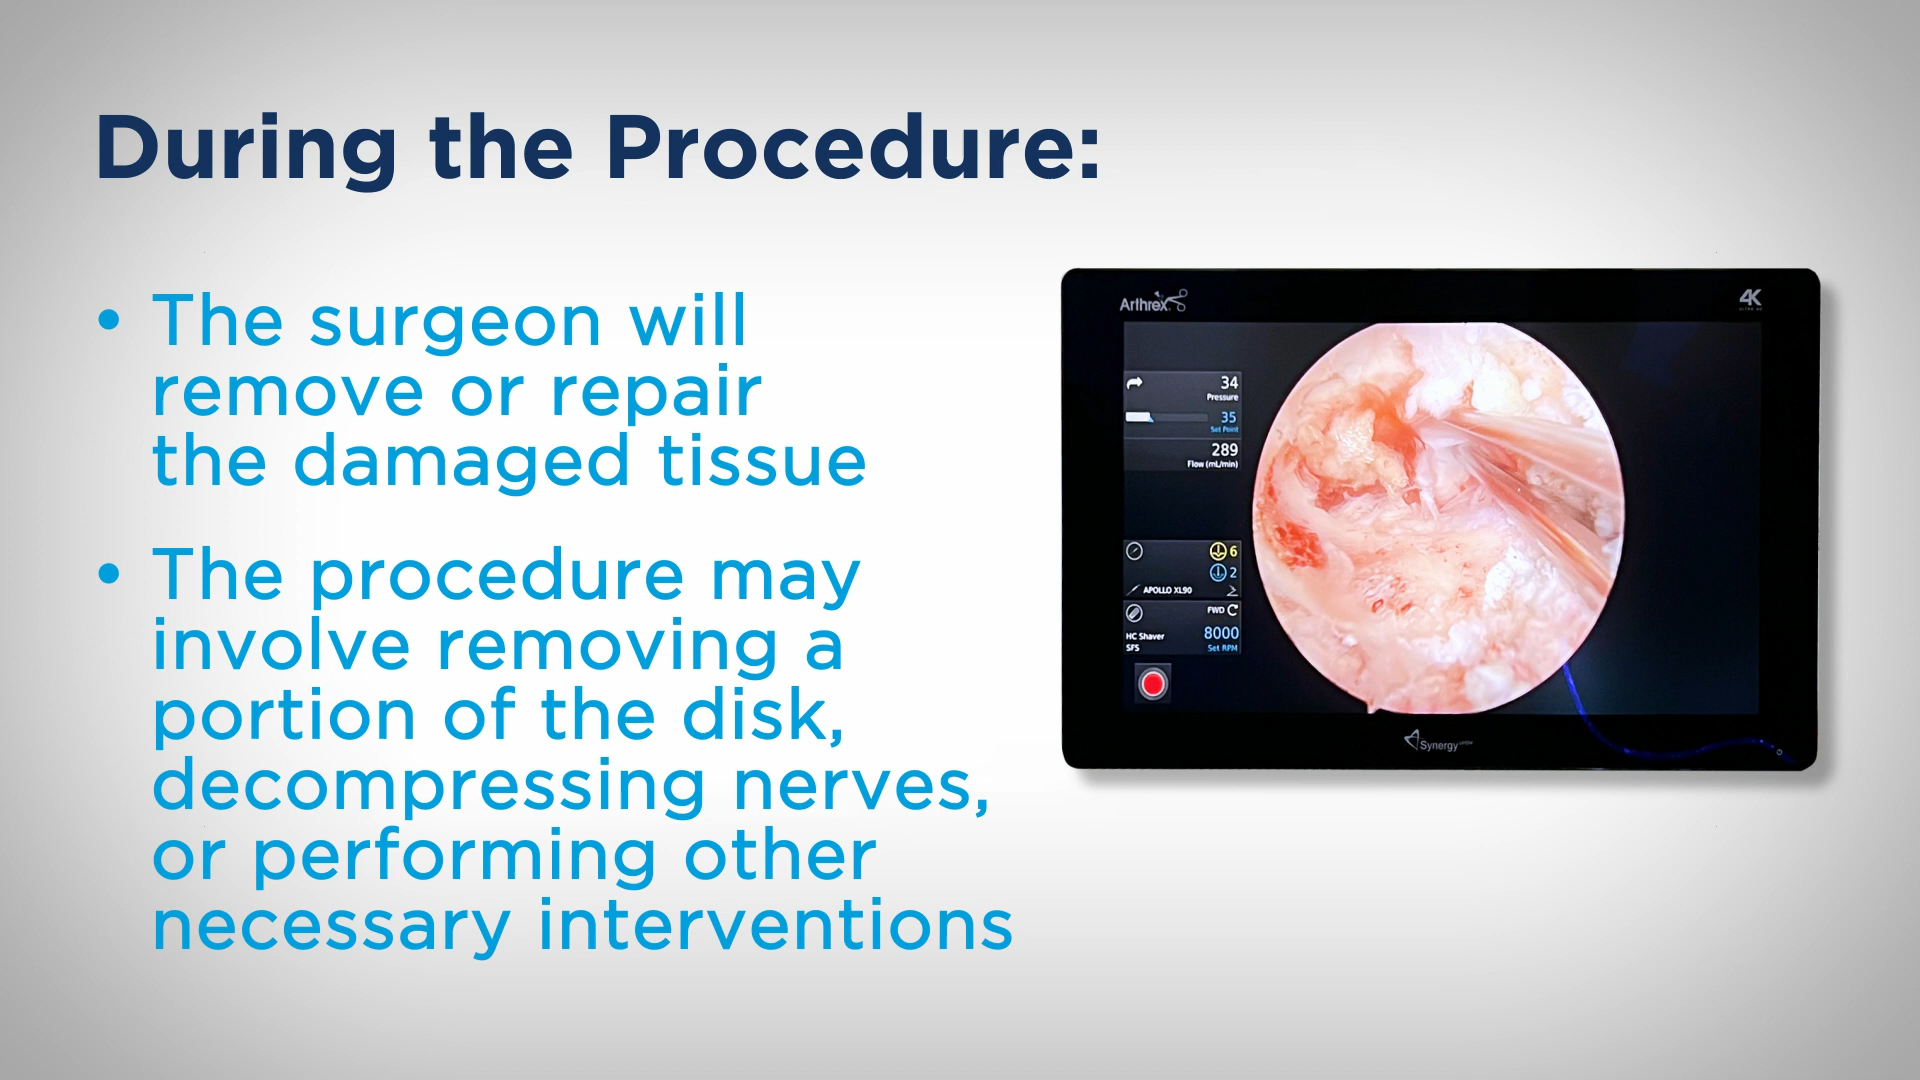 During the Procedure:
• The surgeon will
remove or repair
the damaged tissue
• The procedure may
involve removing a
portion of the disk,
decompressing nerves,
or performing other
necessary interventions
Arthrex
4K
34
Pressure
35
Set Point
289
Flow (mL/min)
6
2
APOLLO XL90
FWD
HC Shaver
8000
SFS
Set RPM
Synergy